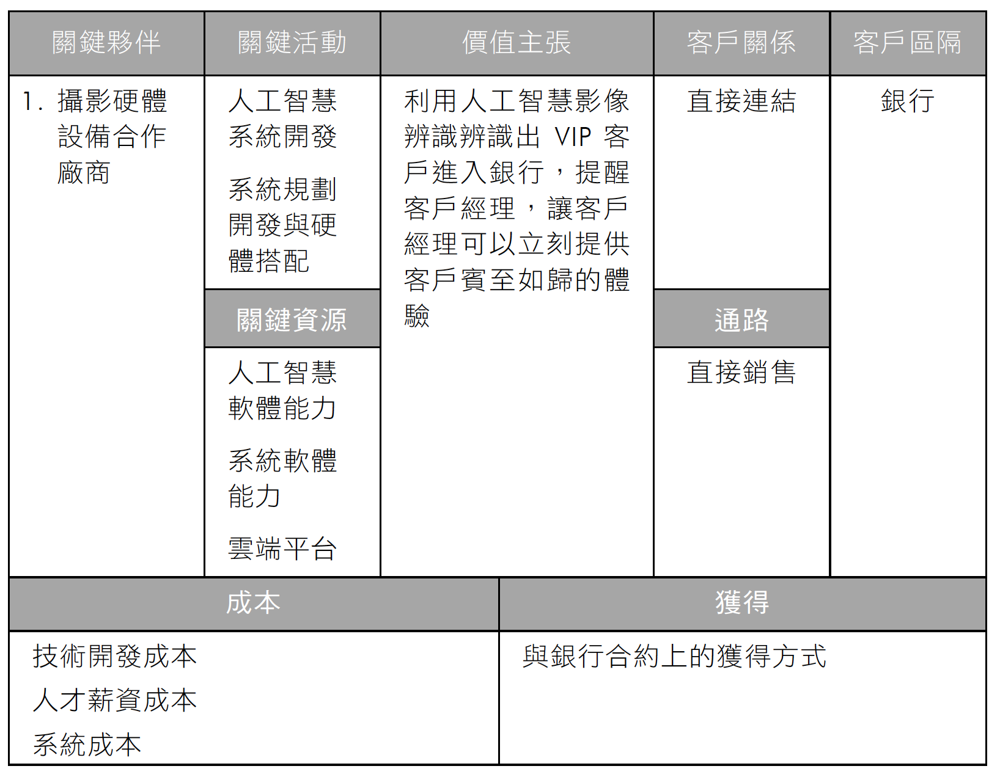 關鍵夥伴
關鍵活動
價值主張
客戶關係
客戶區隔
1. 攝影硬體
設備合作
廠商
人工智慧
系統開發
系統規劃
開發與硬
體搭配
關鍵資源
人工智慧
軟體能力
系統軟體
能力
雲端平台
利用人工智慧影像
辨識辨識出 VIP 客
戶進入銀行，提醒
客戶經理，讓客戶
經理可以立刻提供
客戶賓至如歸的體
驗
直接連結
通路
直接銷售
銀行
成本
技術開發成本
人才薪資成本
系統成本
獲得
與銀行合約上的獲得方式